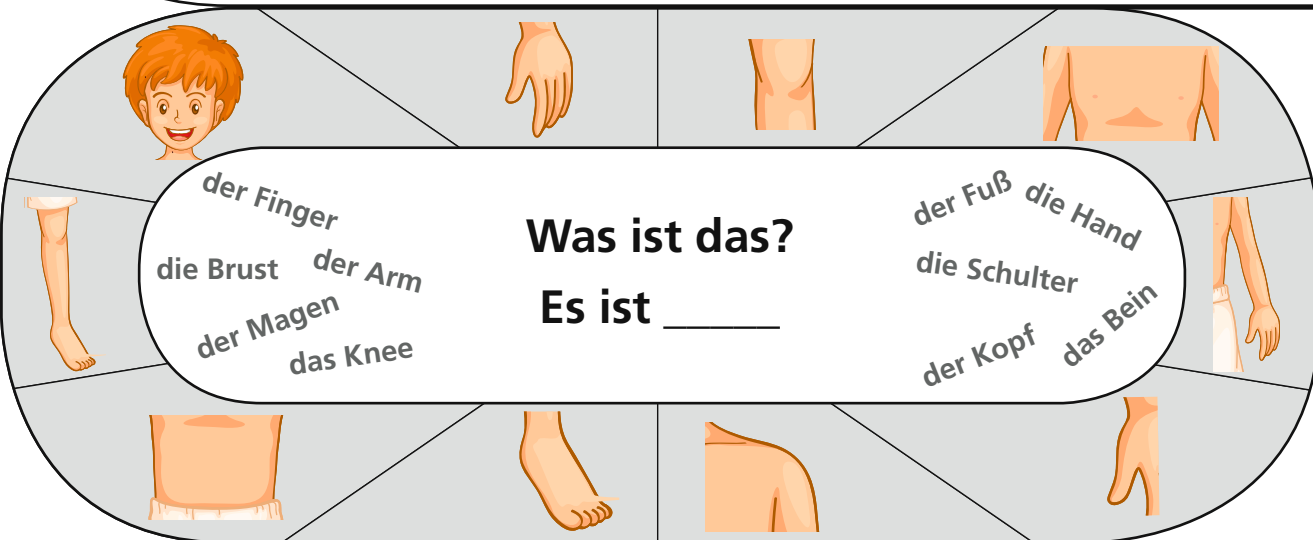 der Finger
die Brust
der Arm
der Magen
das Knee
Was ist das?
Es ist _____
der Fuß
die Hand
die Schulter
das Bein
der Kopf